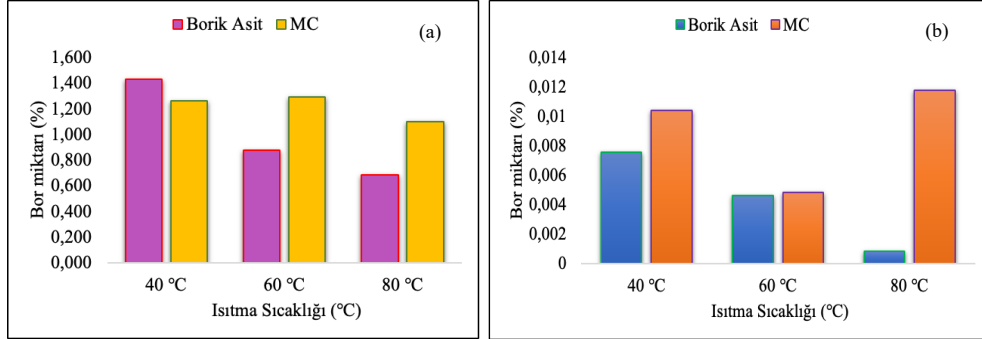 Borik Asit MC (a)
1,600
1,400
1,200
1,000
0,800
0,600
0,400
0,200
0,000
Bor miktarı (%)
40 °C 60 °C 80 °C
Isıtma Sıcaklığı (°C)
Borik Asit MC (b)
0,014
0,012
0,01
0,008
0,006
0,004
0,002
0
Bor miktarı (%)
40 °C 60 °C 80 °C
Isıtma Sıcaklığı (°C)